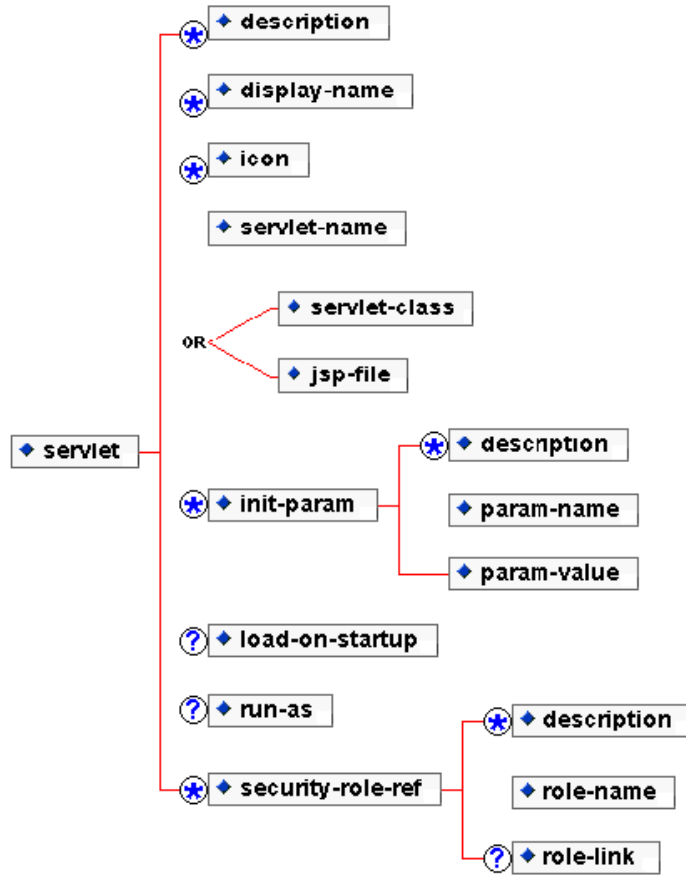 * description
* display-name
* icon
servlet-name
servlet-class
OR
jsp-file
servlet
* description
* init-param
param-name
param-value
? load-on-startup
? run-as
* description
* security-role-ref
role-name
? role-link